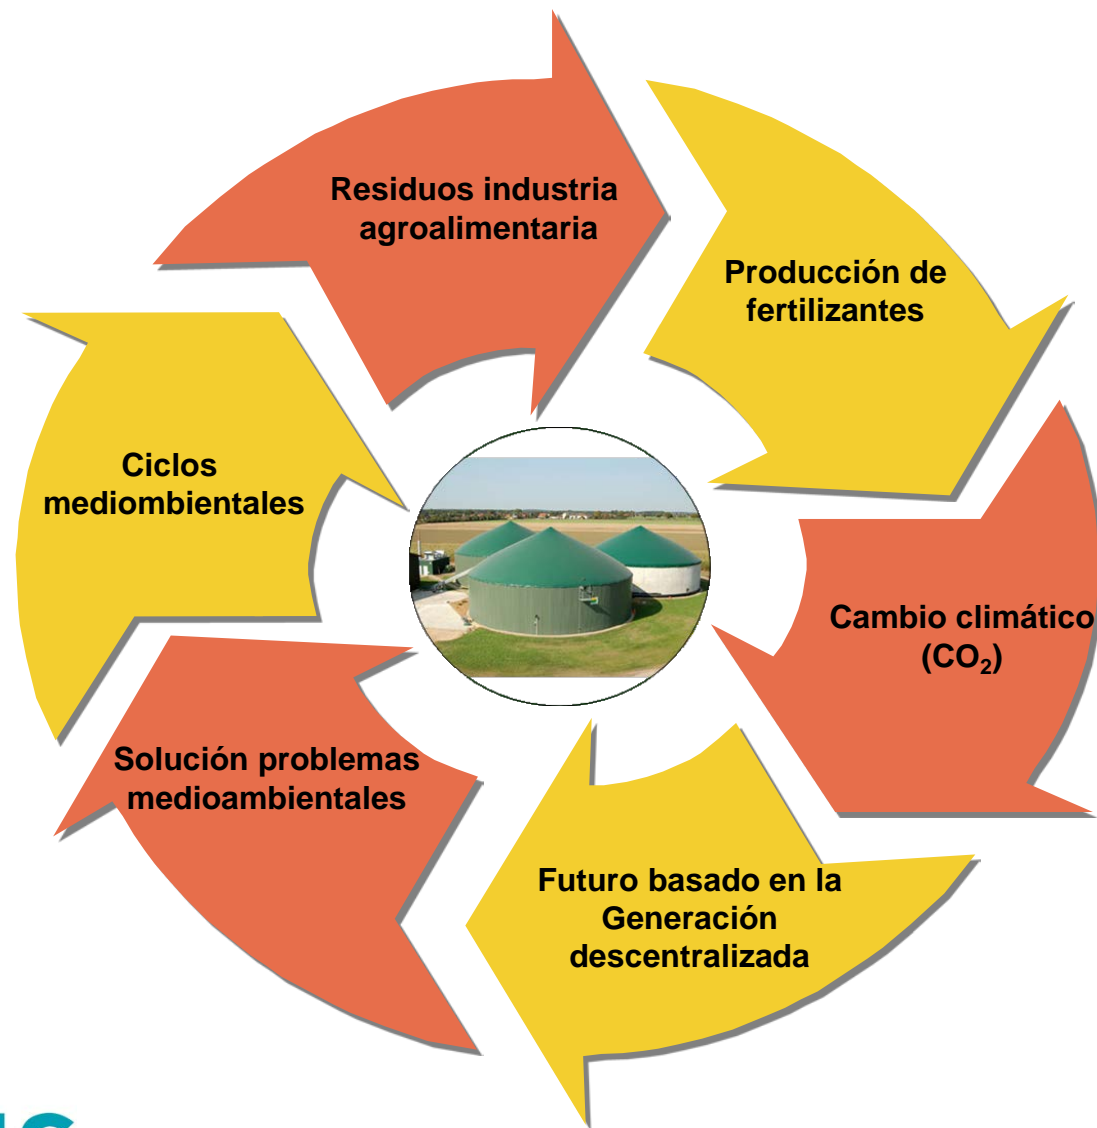 Residuos industria
agroalimentaria
Producción de
fertilizantes
Cambio climático
(CO₂)
Futuro basado en la
Generación
descentralizada
Solución problemas
medioambientales
Ciclos
mediombientales